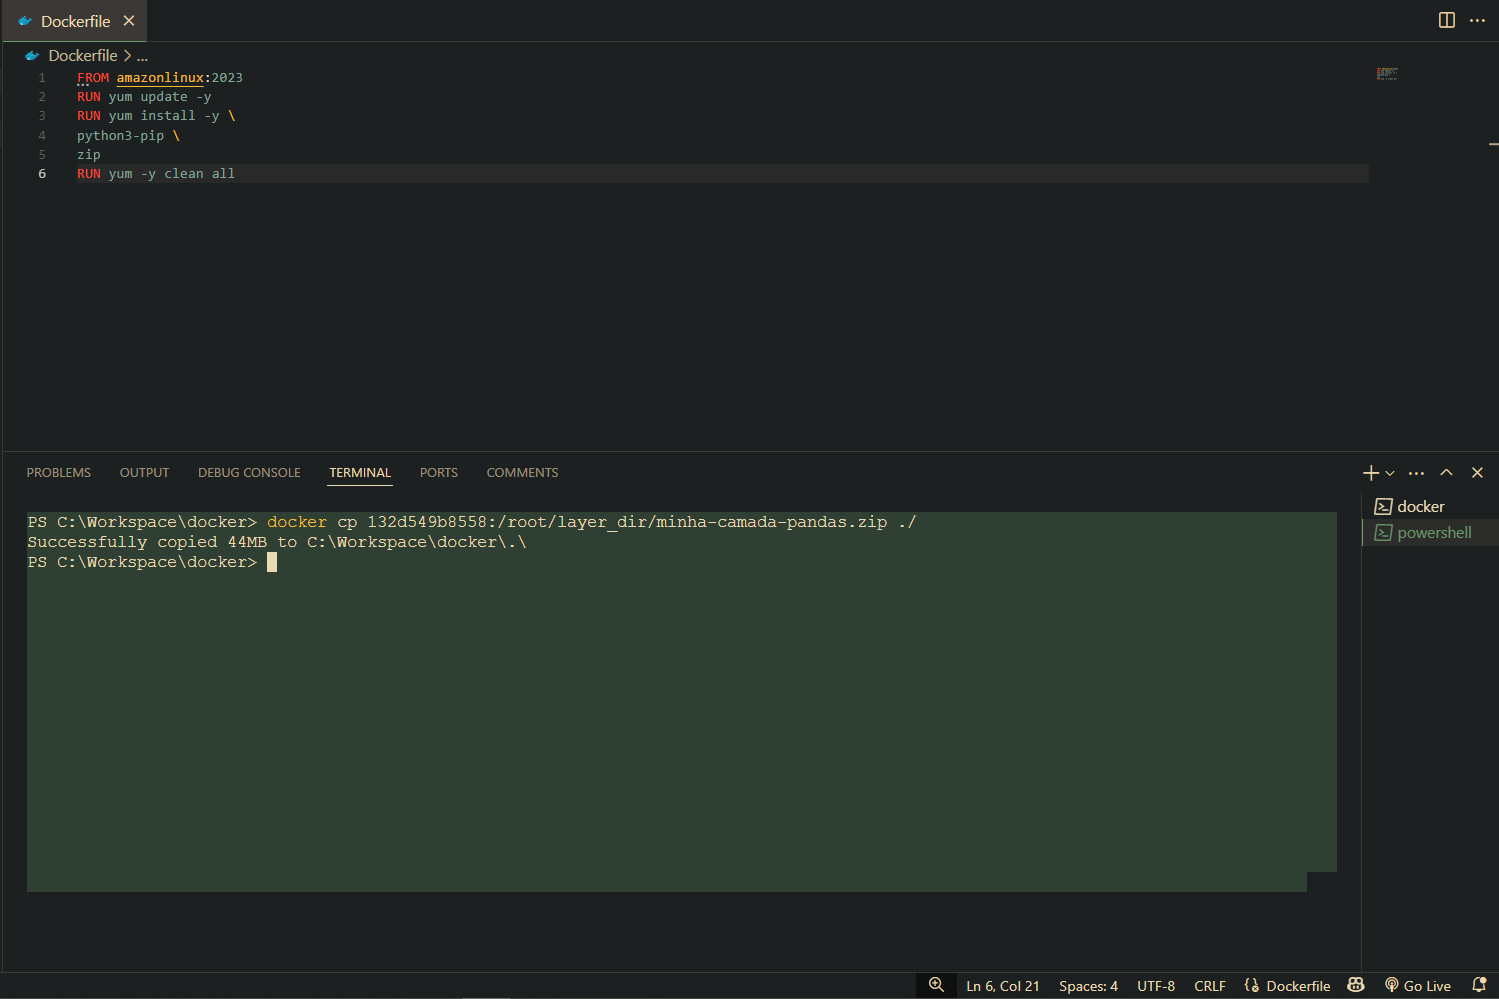 Dockerfile
Dockerfile > ...
1 FROM amazonlinux:2023
2 RUN yum update -y
3 RUN yum install -y \
4 python3-pip \
5 zip
6 RUN yum -y clean all
PROBLEMS OUTPUT DEBUG CONSOLE TERMINAL PORTS COMMENTS
docker
powershell
PS C:\Workspace\docker> docker cp 132d549b8558:/root/layer_dir/minha-camada-pandas.zip ./
Successfully copied 44MB to C:\Workspace\docker\.\
PS C:\Workspace\docker>
Ln 6, Col 21 Spaces: 4 UTF-8 CRLF Dockerfile Go Live